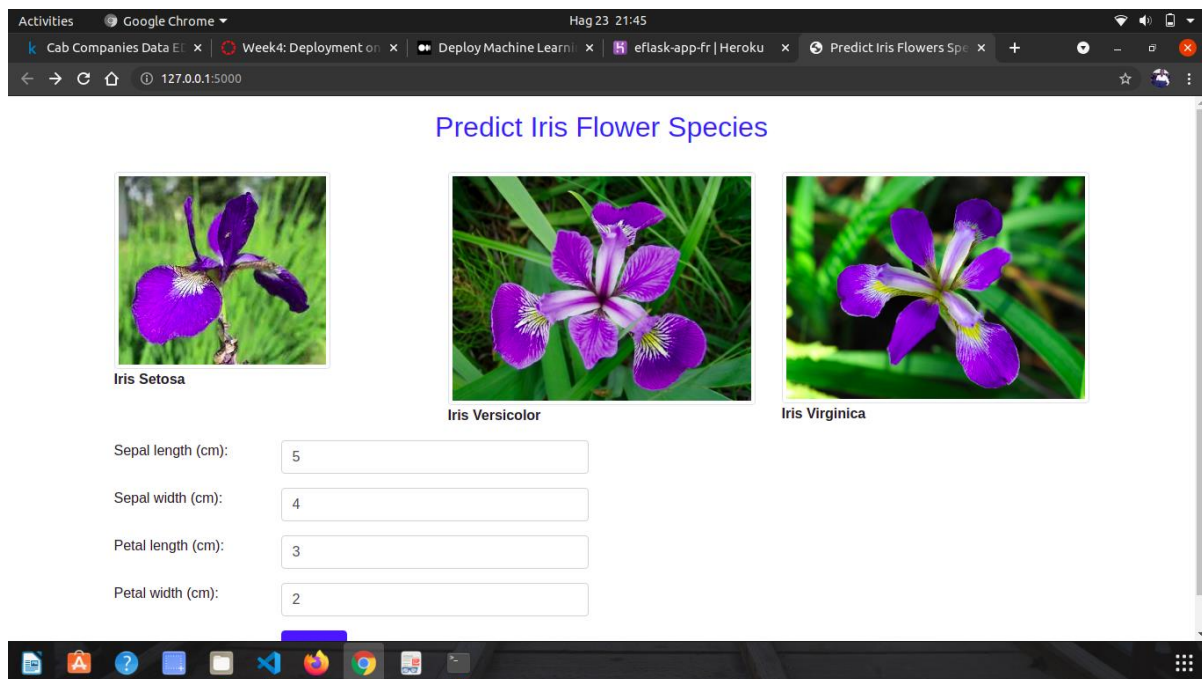 Activities Google Chrome Hag 23 21:45
Cab Companies Data E Week4: Deployment on Deploy Machine Learni eflask-app-fr | Heroku Predict Iris Flowers Spe
127.0.0.1:5000
Predict Iris Flower Species
Iris Setosa
Iris Versicolor
Iris Virginica
Sepal length (cm): 5
Sepal width (cm): 4
Petal length (cm): 3
Petal width (cm): 2